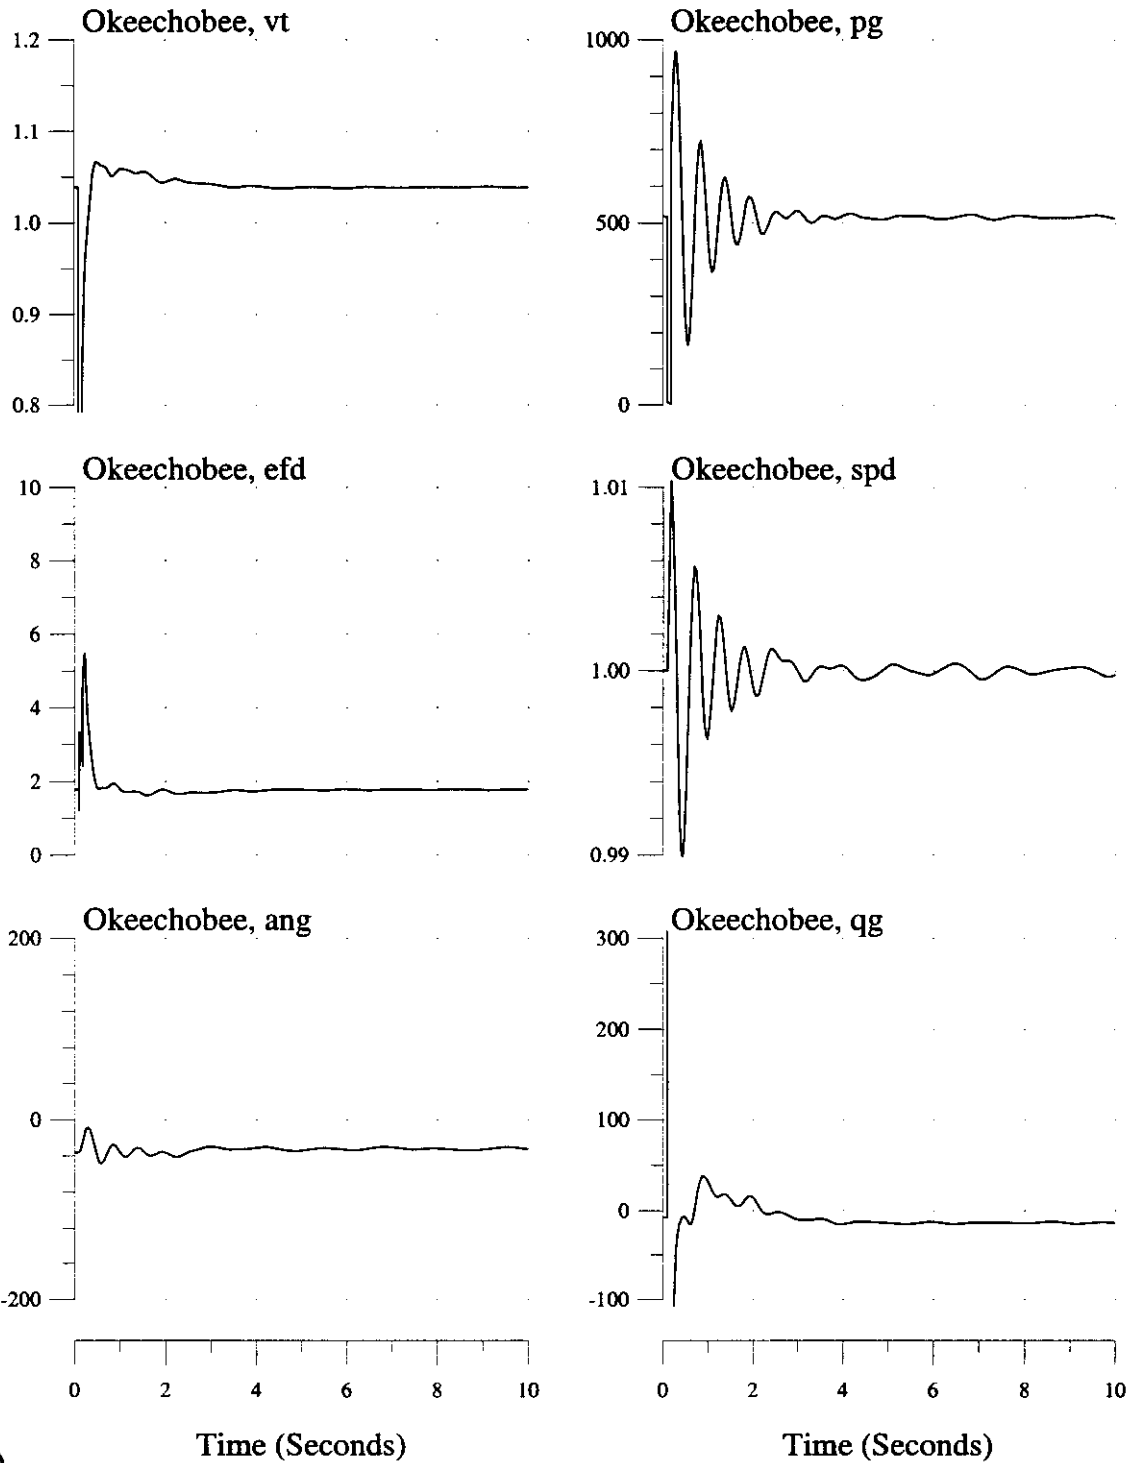 Okeechobee, vt
1.2
1.1
1.0
0.9
0.8
Okeechobee, pg
1000
500
0
Okeechobee, efd
10
8
6
4
2
0
Okeechobee, spd
1.01
1.00
0.99
Okeechobee, ang
200
0
-200
Okeechobee, qg
300
200
100
0
-100
0 2 4 6 8 10
Time (Seconds)
0 2 4 6 8 10
Time (Seconds)